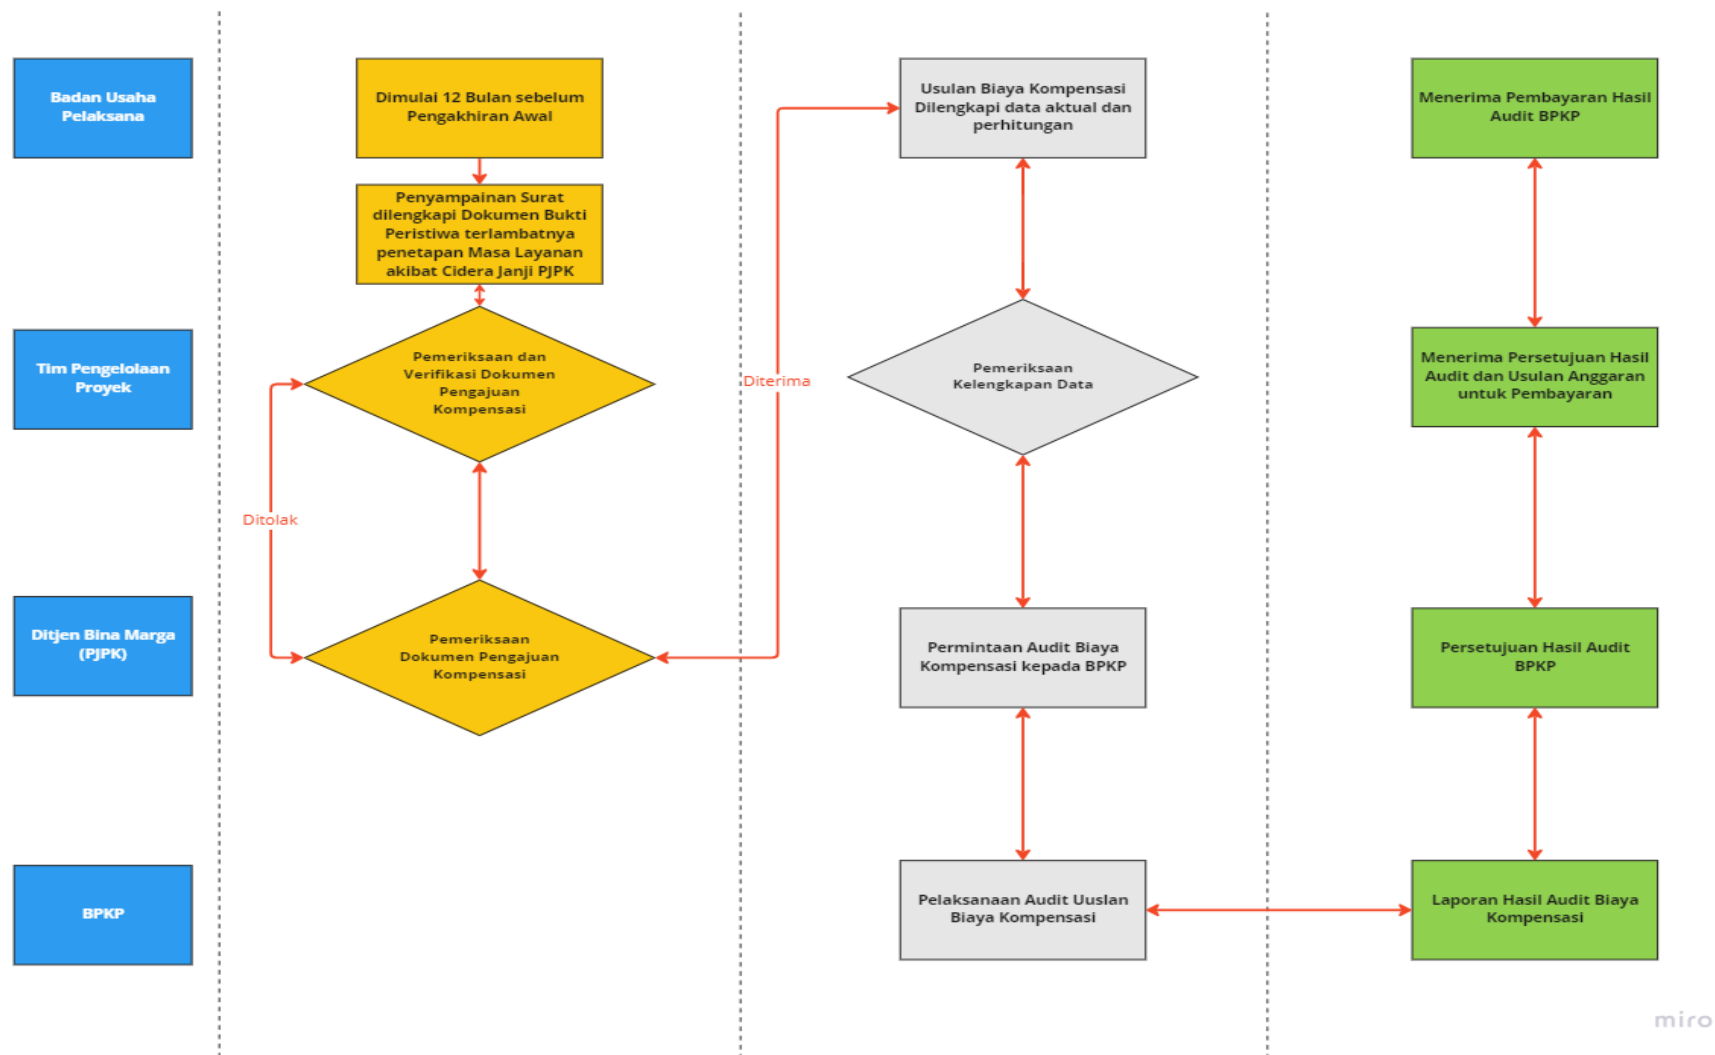 Badan Usaha
Pelaksana
Tim Pengelolaan
Proyek
Ditjen Bina Marga
(PJPK)
BPKP
Dimulai 12 Bulan sebelum
Pengakhiran Awal
Penyampainan Surat
dilengkapi Dokumen Bukti
Peristiwa terlambatnya
penetapan Masa Layanan
akibat Cidera Janji PJPK
Pemeriksaan dan
Verifikasi Dokumen
Pengajuan
Kompensasi
Ditolak
Pemeriksaan
Dokumen Pengajuan
Kompensasi
Diterima
Usulan Biaya Kompensasi
Dilengkapi data aktual dan
perhitungan
Pemeriksaan
Kelengkapan Data
Permintaan Audit Biaya
Kompensasi kepada BPKP
Pelaksanaan Audit Uuslan
Biaya Kompensasi
Menerima Pembayaran Hasil
Audit BPKP
Menerima Persetujuan Hasil
Audit dan Usulan Anggaran
untuk Pembayaran
Persetujuan Hasil Audit
BPKP
Laporan Hasil Audit Biaya
Kompensasi
miro